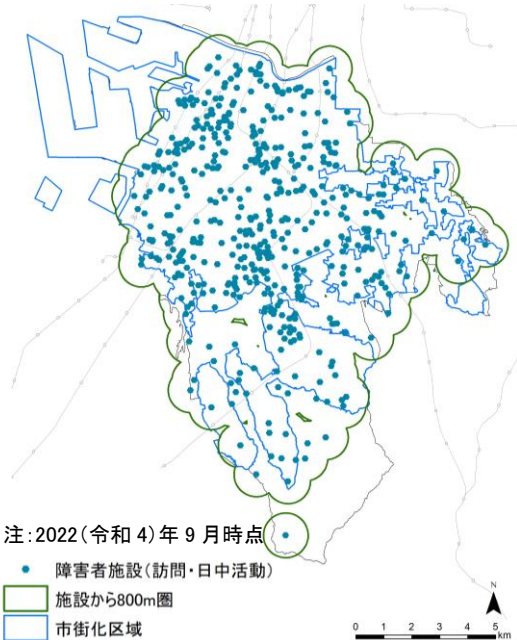 注:2022(令和4)年9月時点
障害者施設(訪問・日中活動)
施設から800m圏
市街化区域
N
0 1 2 3 4 5
km